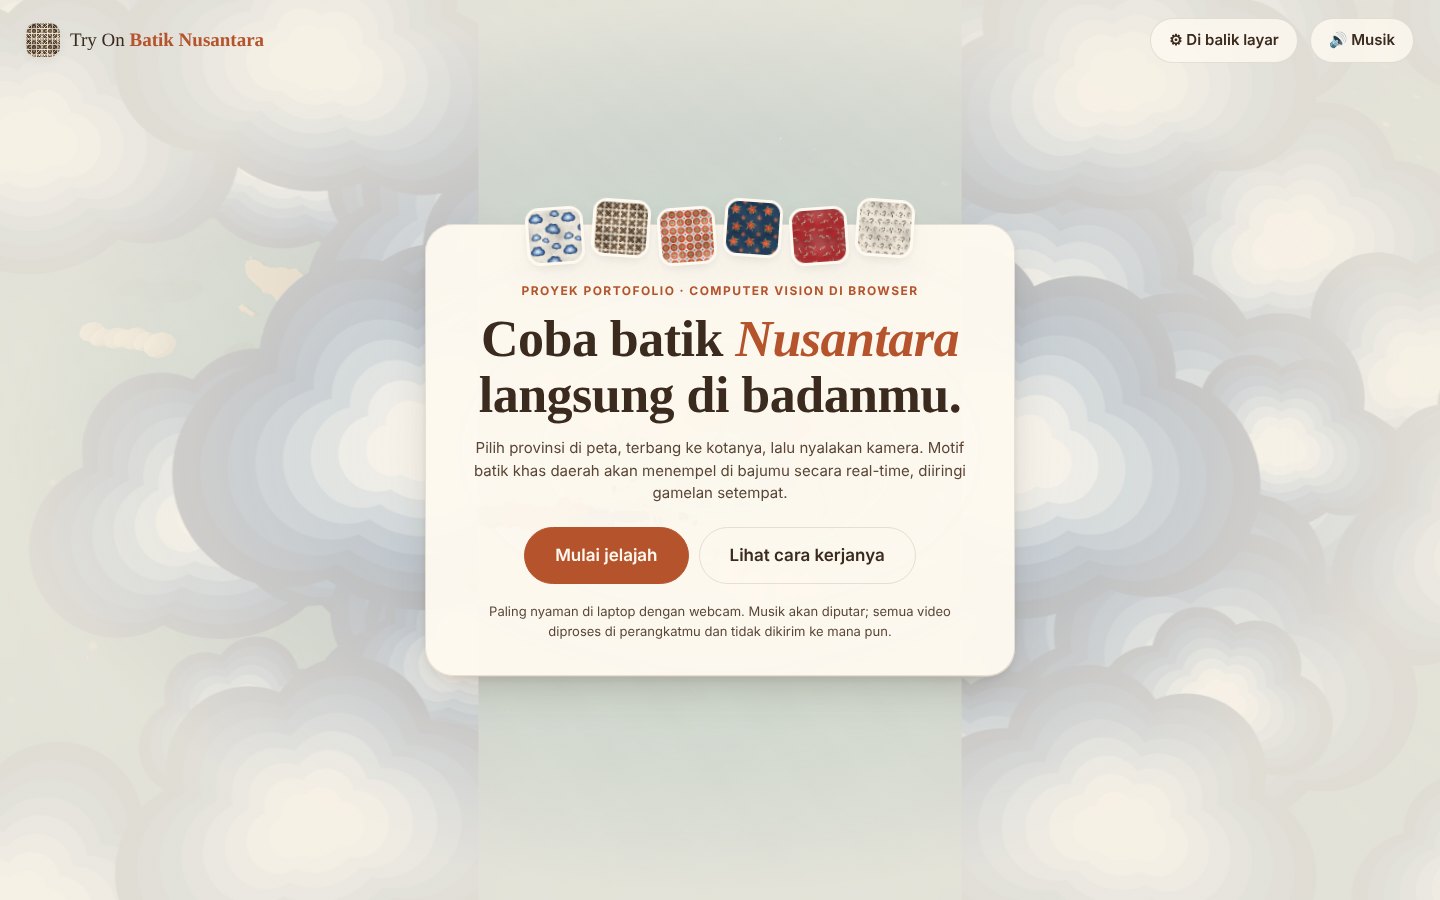 Try On Batik Nusantara
⚙ Di balik layar
🔊 Musik
PROYEK PORTOFOLIO · COMPUTER VISION DI BROWSER
Coba batik Nusantara
langsung di badanmu.
Pilih provinsi di peta, terbang ke kotanya, lalu nyalakan kamera. Motif
batik khas daerah akan menempel di bajumu secara real-time, diiringi
gamelan setempat.
Mulai jelajah
Lihat cara kerjanya
Paling nyaman di laptop dengan webcam. Musik akan diputar; semua video
diproses di perangkatmu dan tidak dikirim ke mana pun.